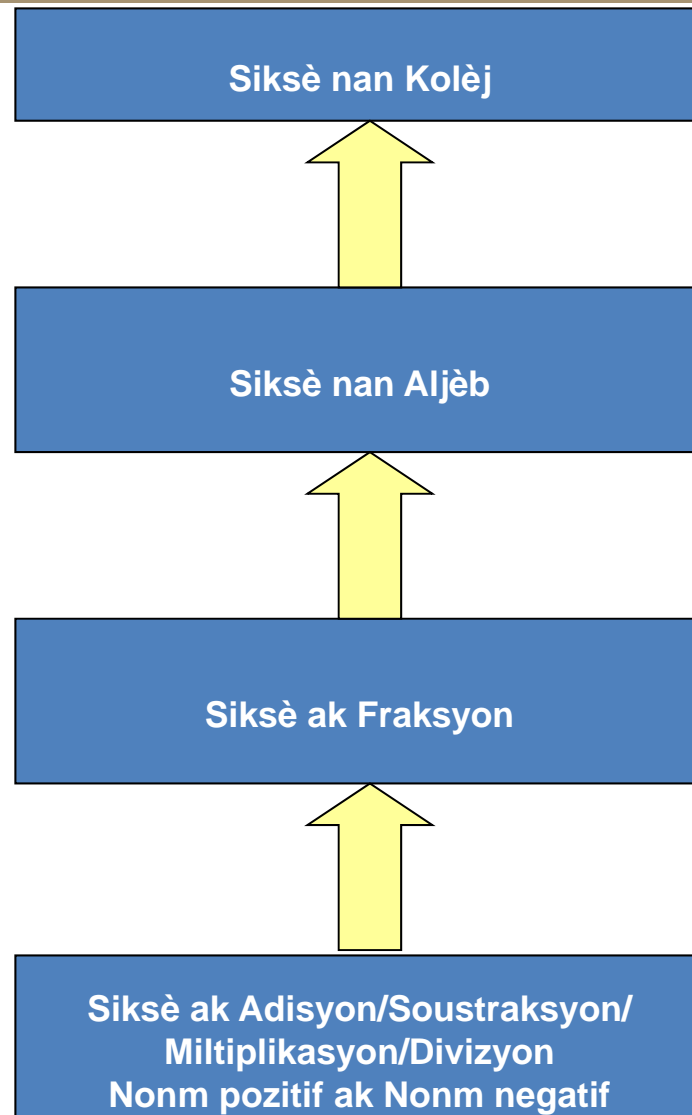 Siksè nan Kolèj
Siksè nan Aljèb
Siksè ak Fraksyon
Siksè ak Adisyon/Soustraksyon/
Miltiplikasyon/Divizyon
Nonm pozitif ak Nonm negatif